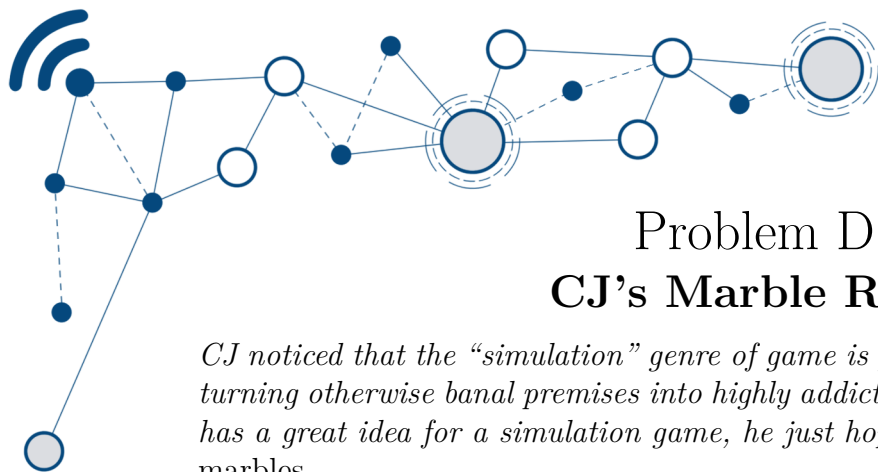 Problem D
CJ's Marble R
CJ noticed that the “simulation” genre of game is
turning otherwise banal premises into highly addict
has a great idea for a simulation game, he just ho
marbles